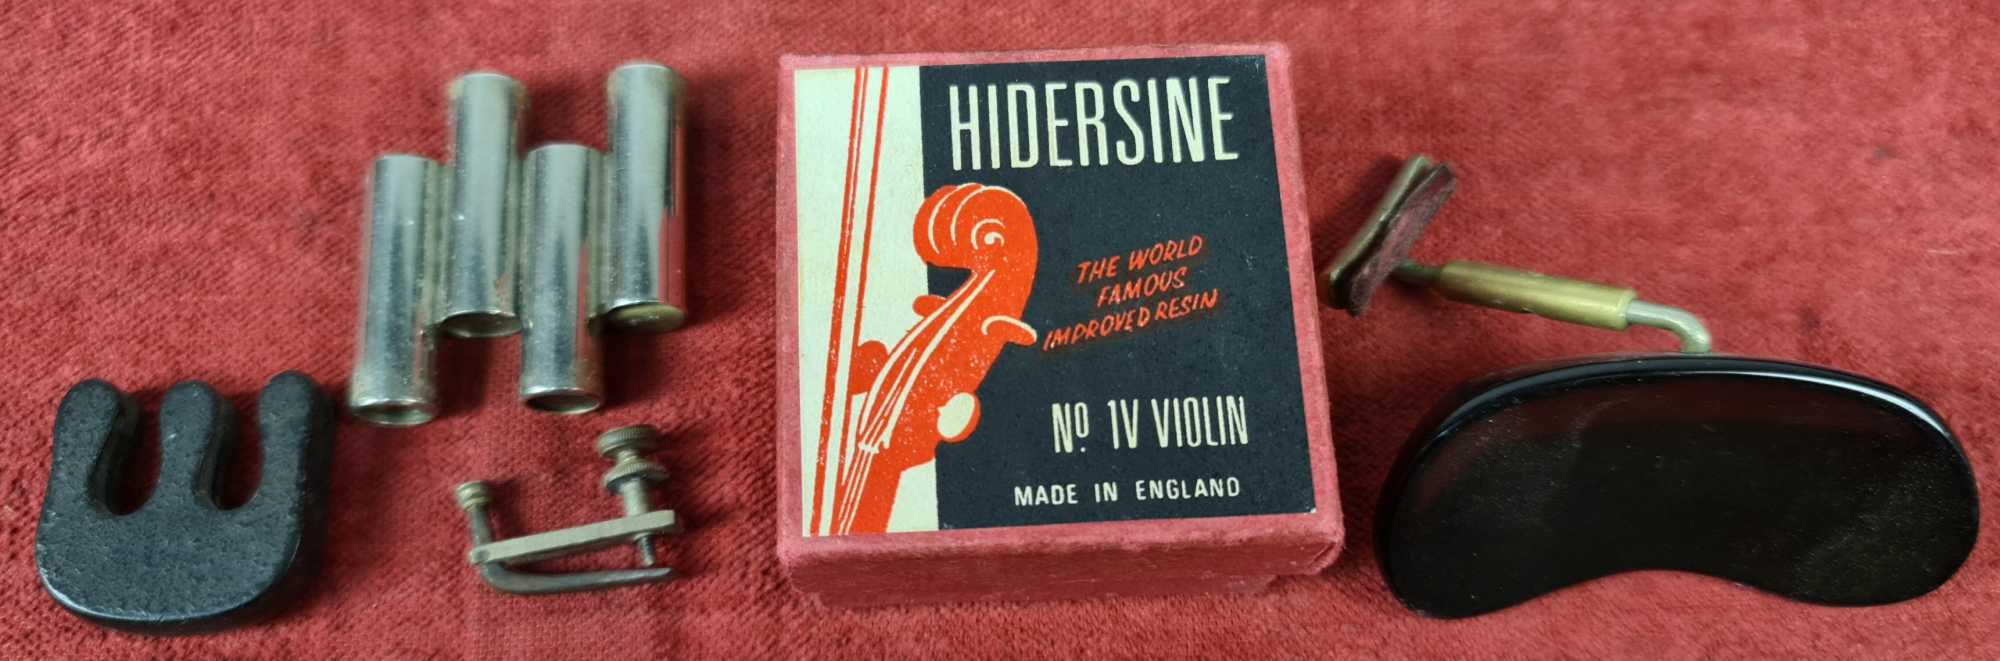 HIDERSINE
THE WORLD
FAMOUS
IMPROVED RESIN
Nº 1V VIOLIN
MADE IN ENGLAND